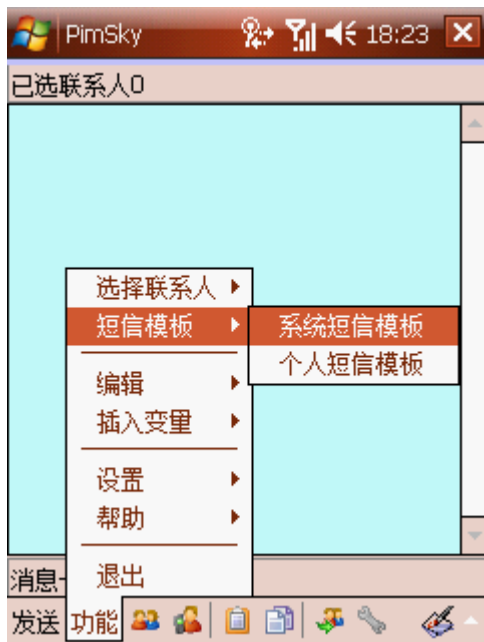 PimSky 18:23
已选联系人0
选择联系人
短信模板
系统短信模板
个人短信模板
编辑
插入变量
设置
帮助
退出
消息
发送 功能